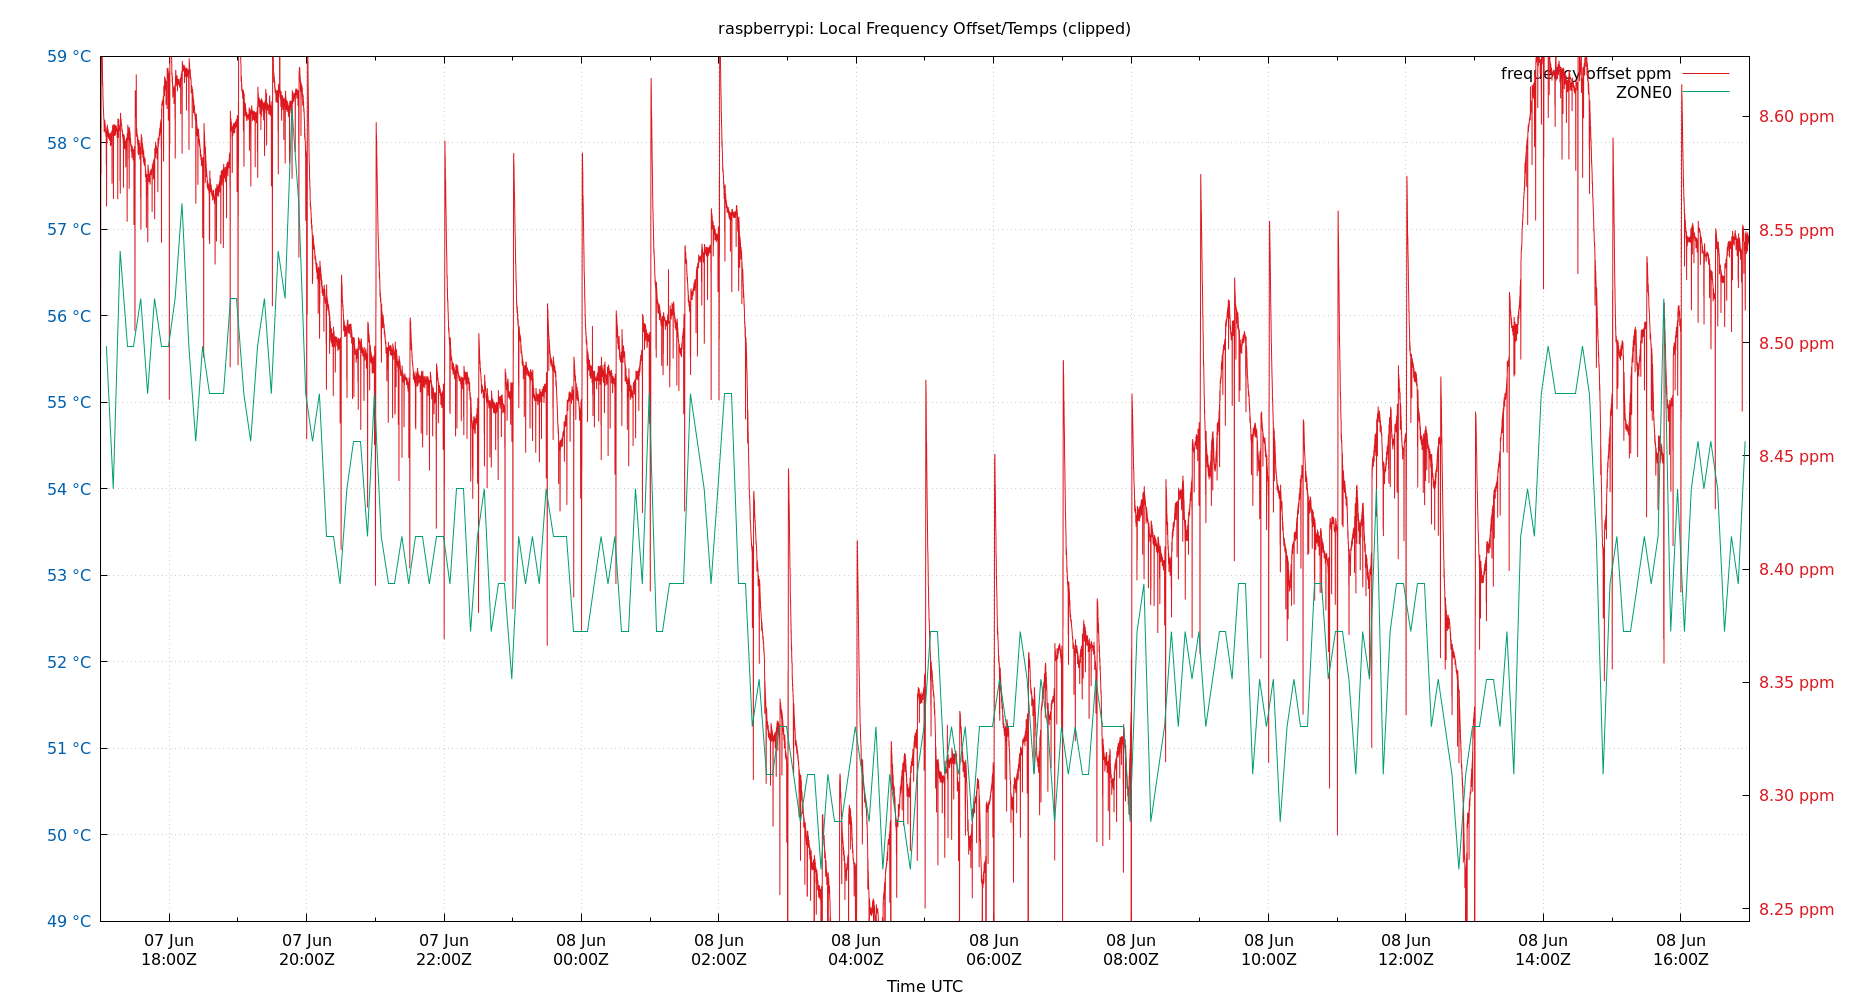 raspberrypi: Local Frequency Offset/Temps (clipped)
frequency offset ppm
ZONE0
59 °C
58 °C
57 °C
56 °C
55 °C
54 °C
53 °C
52 °C
51 °C
50 °C
49 °C
8.60 ppm
8.55 ppm
8.50 ppm
8.45 ppm
8.40 ppm
8.35 ppm
8.30 ppm
8.25 ppm
07 Jun
18:00Z
07 Jun
20:00Z
07 Jun
22:00Z
08 Jun
00:00Z
08 Jun
02:00Z
08 Jun
04:00Z
08 Jun
06:00Z
08 Jun
08:00Z
08 Jun
10:00Z
08 Jun
12:00Z
08 Jun
14:00Z
08 Jun
16:00Z
Time UTC